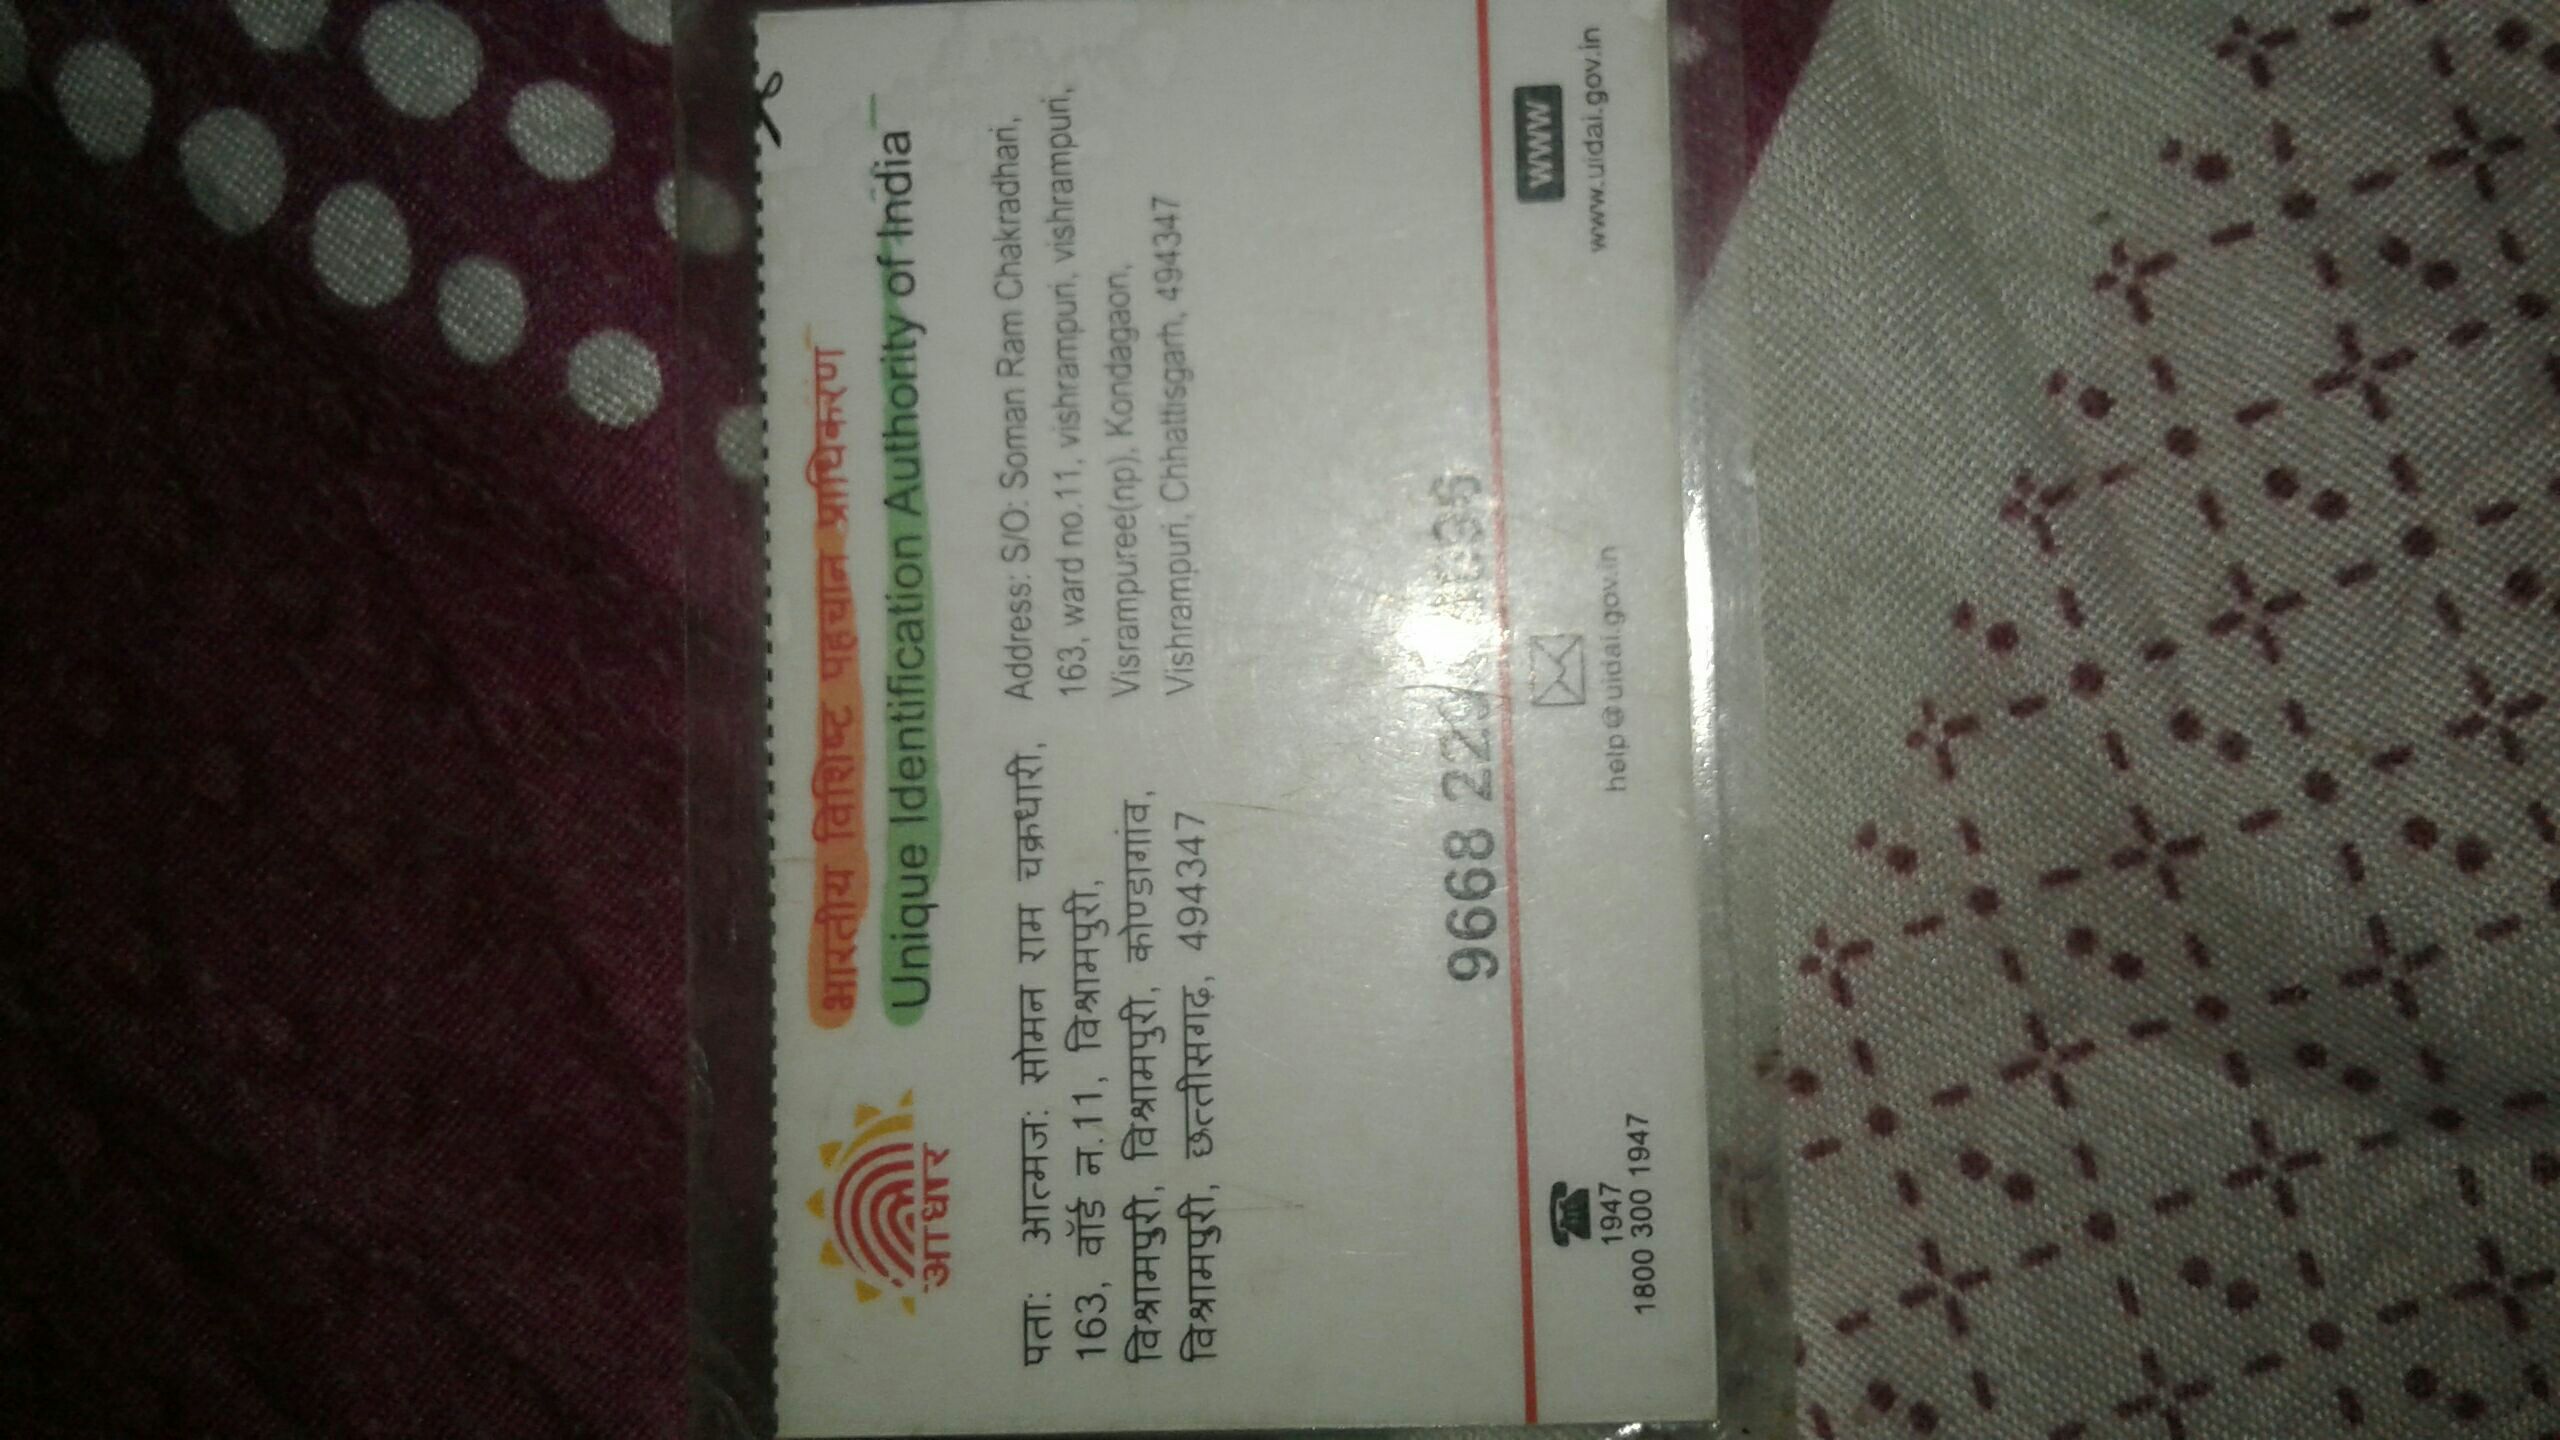 भारतीय विशिष्ट पहचान प्राधिकरण
Unique Identification Authority of India
आधार
पता: आत्मज: सोमन राम चक्रधारी,
163, वॉर्ड न.11, विश्रामपुरी,
विश्रामपुरी, विश्रामपुरी, कोण्डागांव,
विश्रामपुरी, छत्तीसगढ़, 494347
Address: S/O: Soman Ram Chakradhari,
163, ward no.11, vishrampuri, vishrampuri,
Visrampuree(np), Kondagaon,
Vishrampuri, Chhattisgarh, 494347
9668
1947
1800 300 1947
help@uidai.gov.in
WWW
www.uidai.gov.in